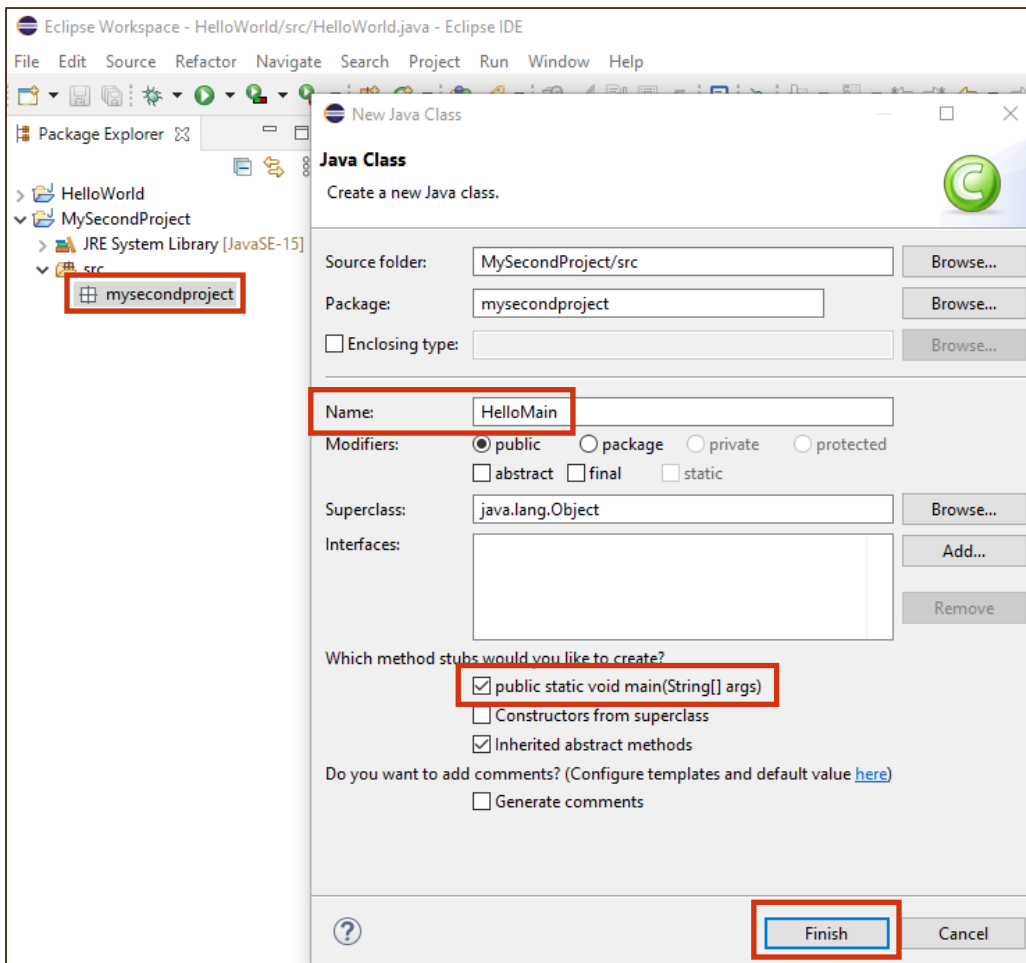 Eclipse Workspace - HelloWorld/src/HelloWorld.java - Eclipse IDE
File Edit Source Refactor Navigate Search Project Run Window Help
Package Explorer
HelloWorld
MySecondProject
JRE System Library [JavaSE-15]
src
mysecondproject
New Java Class
Java Class
Create a new Java class.
Source folder: MySecondProject/src Browse...
Package: mysecondproject Browse...
Enclosing type: Browse...
Name: HelloMain
Modifiers: public package private protected
abstract final static
Superclass: java.lang.Object Browse...
Interfaces: Add...
Remove
Which method stubs would you like to create?
public static void main(String[] args)
Constructors from superclass
Inherited abstract methods
Do you want to add comments? (Configure templates and default value here)
Generate comments
? Finish Cancel